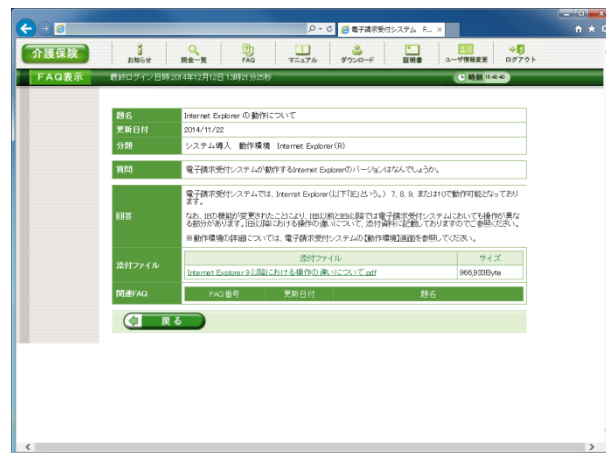 電子請求受付システム F...
介護保険
お知らせ
照会一覧
FAQ
マニュアル
ダウンロード
証明書
ユーザ情報変更
ログアウト
FAQ表示
最終ログイン日時:2014年12月12日 13時21分25秒
時刻 15:48:40
題名 Internet Explorer の動作について
更新日付 2014/11/22
分類 システム導入 動作環境 Internet Explorer(R)
質問 電子請求受付システムが動作するInternet Explorerのバージョンはなんでしょうか。
回答
電子請求受付システムでは、Internet Explorer(以下「IE」という。) 7、8、9、または10で動作可能となっており
ます。
なお、IEの機能が変更されたことにより、IE8以前とIE9以降では電子請求受付システムにおいても操作が異な
る部分があります。IE9以降における操作の違いについて、添付資料に記載しておりますのでご参照ください。
※動作環境の詳細については、電子請求受付システムの【動作環境】画面を参照してください。
添付ファイル
添付ファイル サイズ
Internet Explorer 9以降における操作の違いについて.pdf 966,933Byte
関連FAQ FAQ番号 更新日付 題名
戻る